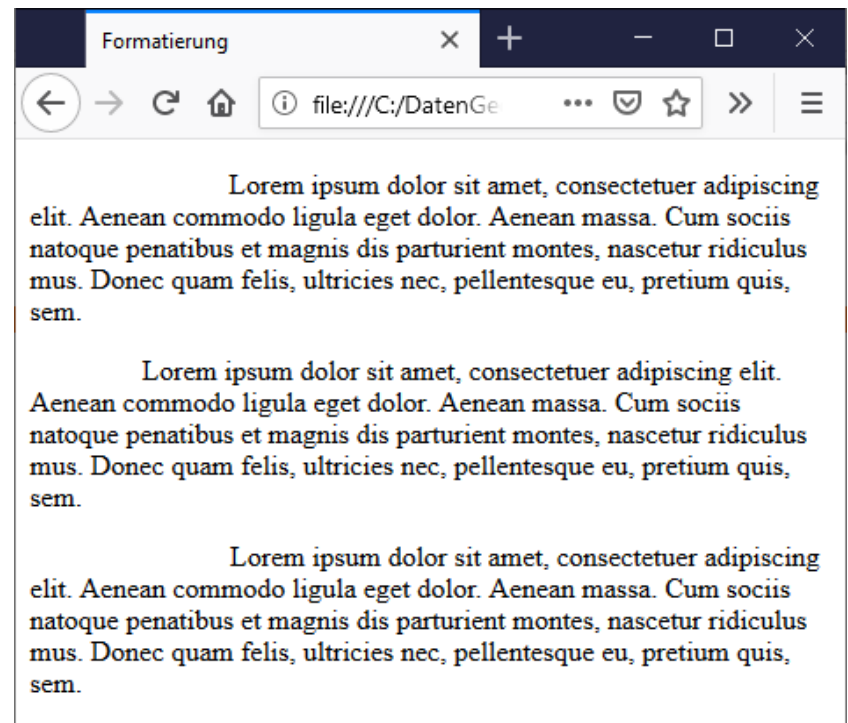 Formatierung
file:///C:/DatenGe
Lorem ipsum dolor sit amet, consectetuer adipiscing
elit. Aenean commodo ligula eget dolor. Aenean massa. Cum sociis
natoque penatibus et magnis dis parturient montes, nascetur ridiculus
mus. Donec quam felis, ultricies nec, pellentesque eu, pretium quis,
sem.
Lorem ipsum dolor sit amet, consectetuer adipiscing elit.
Aenean commodo ligula eget dolor. Aenean massa. Cum sociis
natoque penatibus et magnis dis parturient montes, nascetur ridiculus
mus. Donec quam felis, ultricies nec, pellentesque eu, pretium quis,
sem.
Lorem ipsum dolor sit amet, consectetuer adipiscing
elit. Aenean commodo ligula eget dolor. Aenean massa. Cum sociis
natoque penatibus et magnis dis parturient montes, nascetur ridiculus
mus. Donec quam felis, ultricies nec, pellentesque eu, pretium quis,
sem.